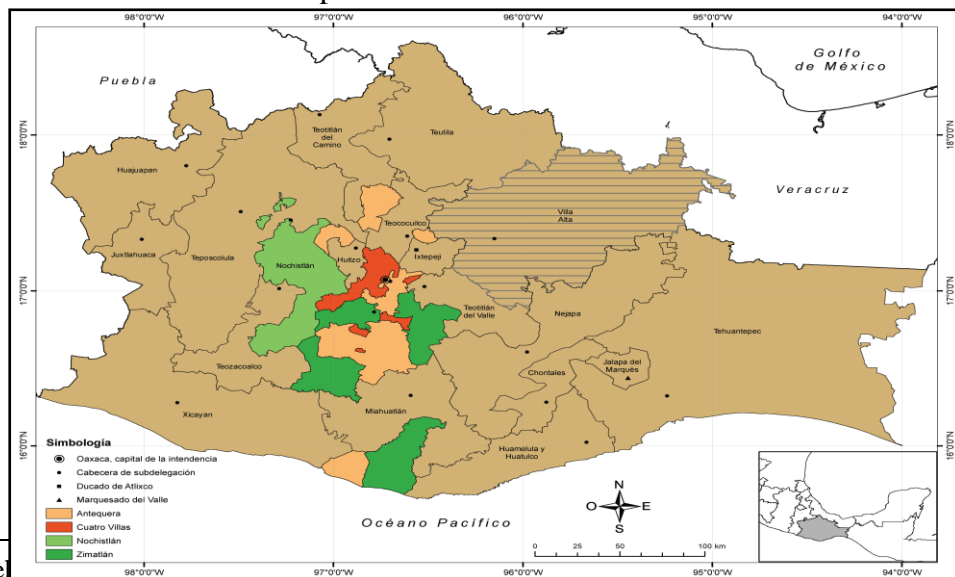 98°0'0"O 97°0'0"O 96°0'0"O 95°0'0"O 94°0'0"O
Golfo
de México
Puebla
18°0'0"N
Teotitlán
del
Camino
Teutila
18°0'0"N
Huajuapan
Veracruz
Villa
Alta
Teococuilco
Juxtlahuaca
Teposcolula
Nochistlán
Huitzo
Ixtepeji
17°0'0"N
17°0'0"N
Teotitlán
del Valle
Nejapa
Tehuantepec
Jalapa del
Marqués
Chontales
Teozacoalco
Xicayan
Miahuatlán
16°0'0"N
16°0'0"N
Huamelula y
Huatulco
Simbología
Oaxaca, capital de la intendencia
Cabecera de subdelegación
Ducado de Atlixco
Marquesado del Valle
Antequera
Cuatro Villas
Nochistlán
Zimatlán
Océano Pacífico
N
O E
S
0 25 50 100 km
98°0'0"O 97°0'0"O 96°0'0"O 95°0'0"O 94°0'0"O
el